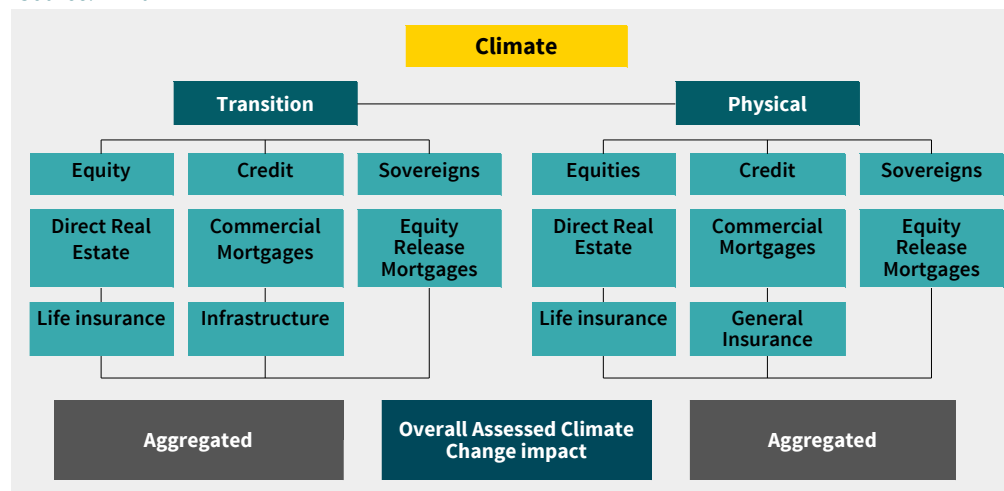 Climate
Transition
Physical
Equity
Credit
Sovereigns
Equities
Credit
Sovereigns
Direct Real
Estate
Commercial
Mortgages
Equity
Release
Mortgages
Direct Real
Estate
Commercial
Mortgages
Equity
Release
Mortgages
Life insurance
Infrastructure
Life insurance
General
Insurance
Aggregated
Overall Assessed Climate
Change impact
Aggregated